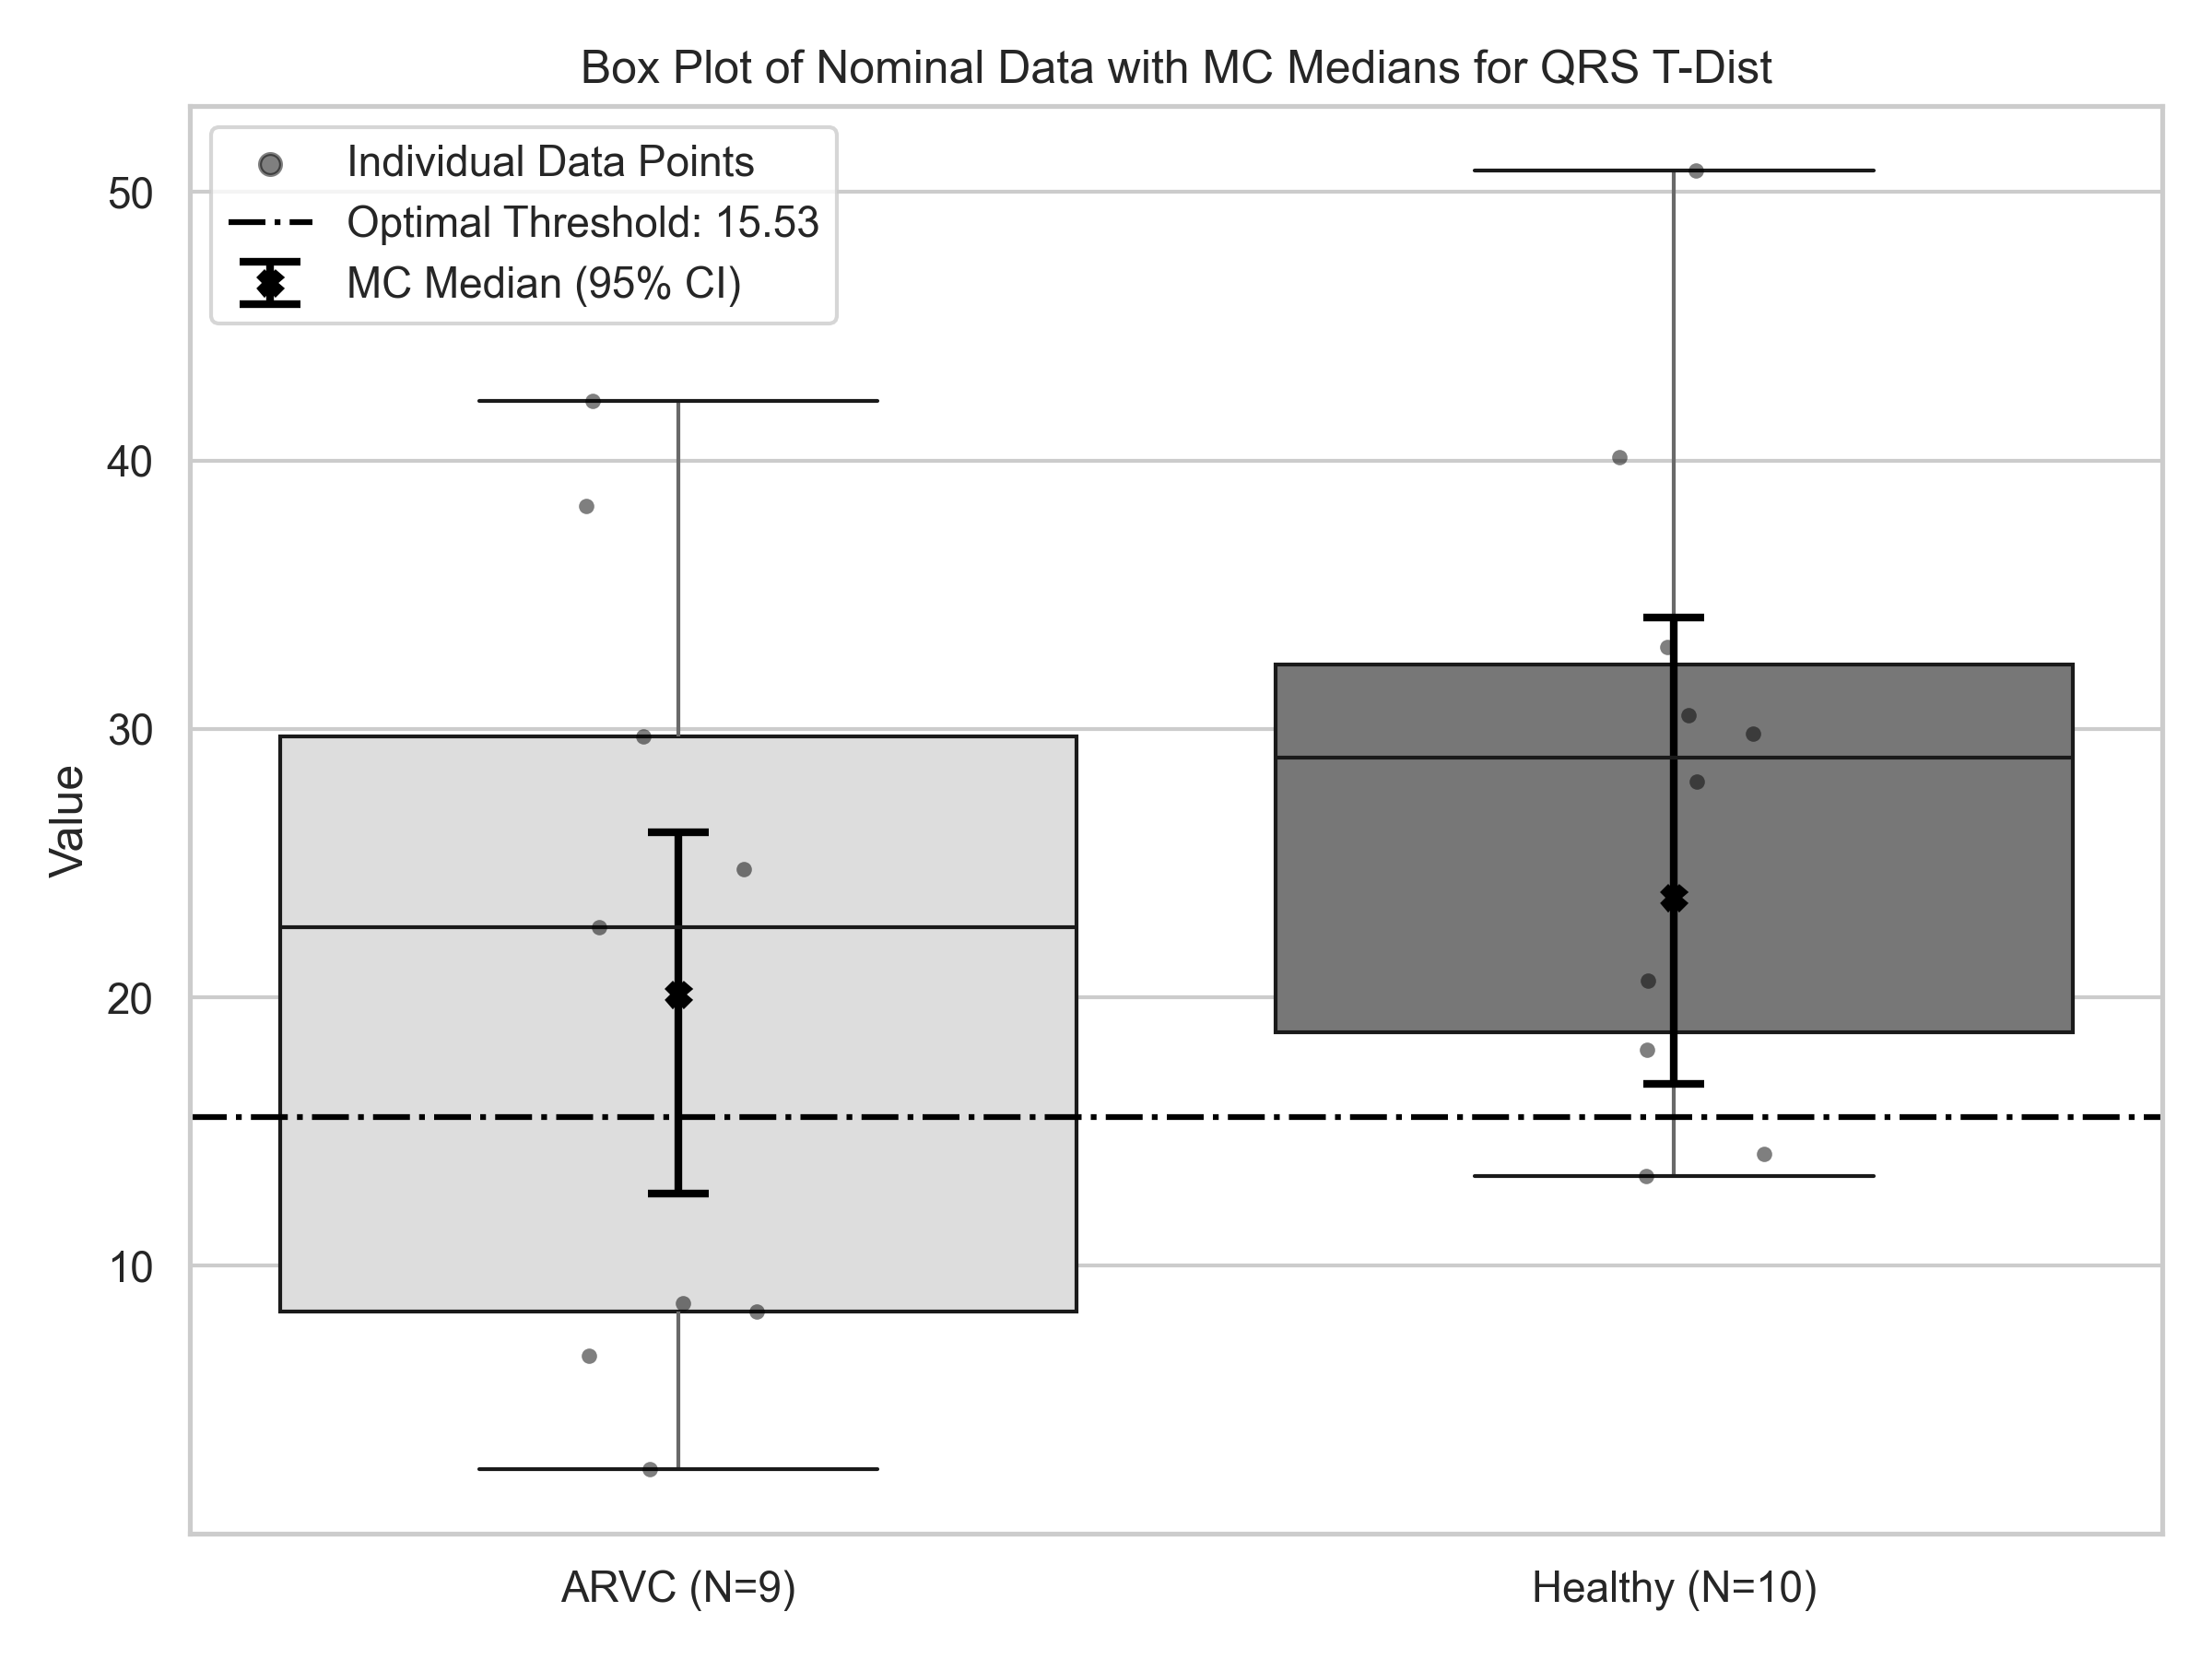 Box Plot of Nominal Data with MC Medians for QRS T-Dist
Individual Data Points
Optimal Threshold: 15.53
MC Median (95% CI)
50
40
30
20
10
Value
ARVC (N=9)
Healthy (N=10)